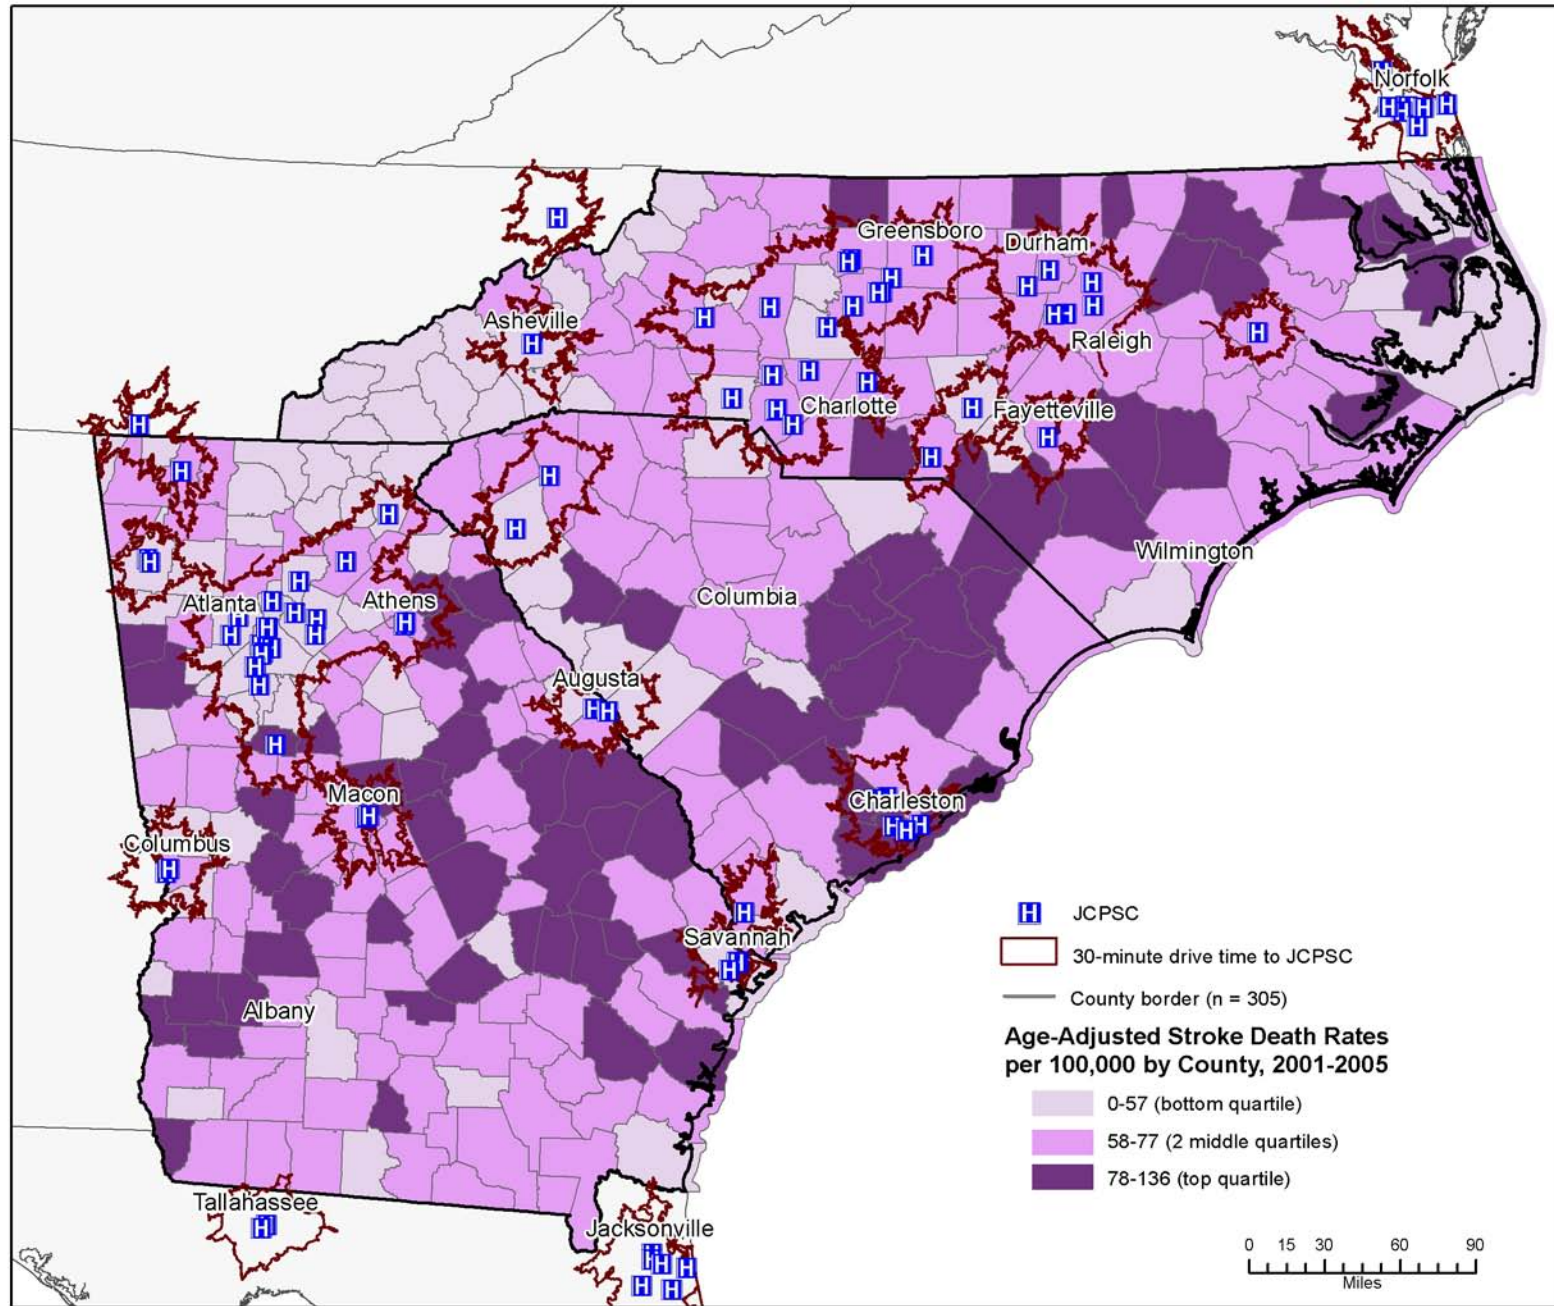 Norfolk
Greensboro
Durham
Asheville
Raleigh
Charlotte
Fayetteville
Wilmington
Columbia
Atlanta
Athens
Augusta
Macon
Charleston
Columbus
Savannah
Albany
Tallahassee
Jacksonville
H JCPSC
30-minute drive time to JCPSC
County border (n = 305)
Age-Adjusted Stroke Death Rates
per 100,000 by County, 2001-2005
0-57 (bottom quartile)
58-77 (2 middle quartiles)
78-136 (top quartile)
0 15 30 60 90
Miles